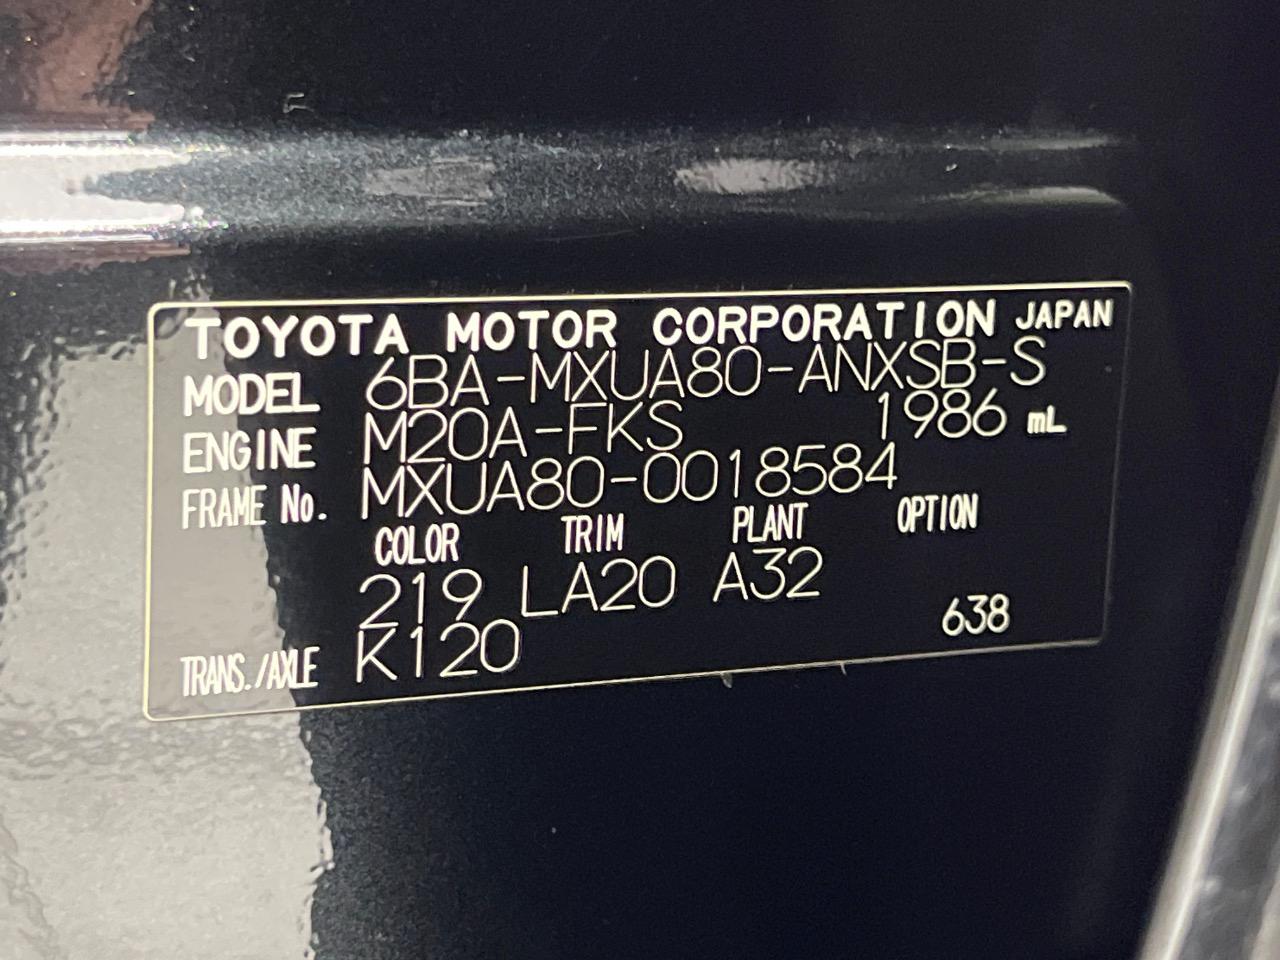 TOYOTA MOTOR CORPORATION JAPAN
MODEL 6BA-MXUA80-ANXSB-S
ENGINE M20A-FKS 1986 mL
FRAME No. MXUA80-0018584
COLOR TRIM PLANT OPTION
219 LA20 A32
TRANS./AXLE K120 638